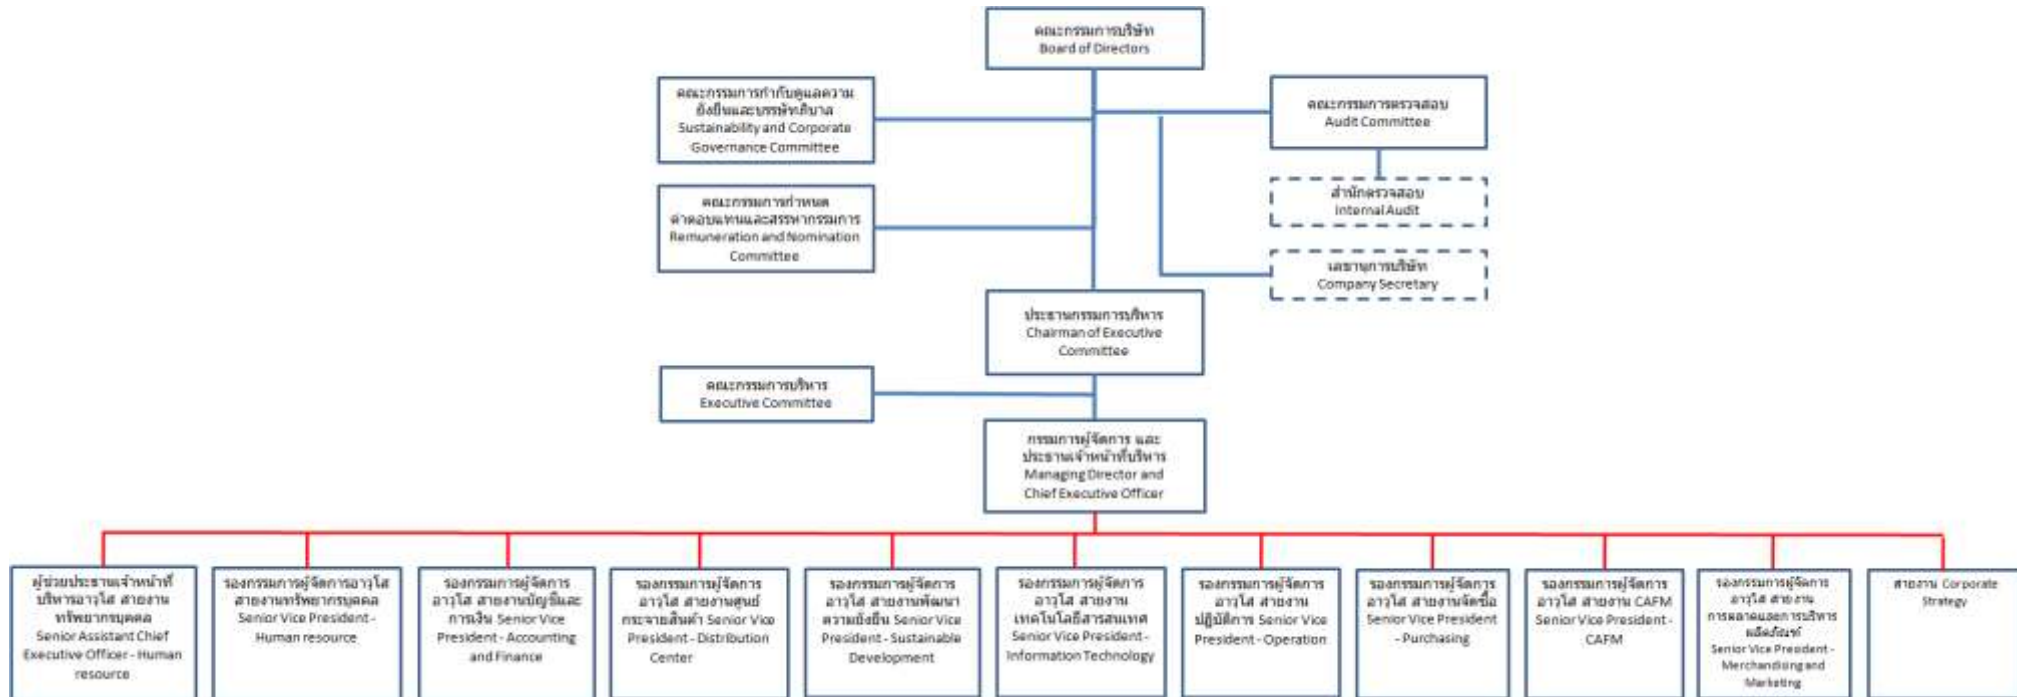 คณะกรรมการบริษัท
Board of Directors
คณะกรรมการกำกับดูแลความ
ยั่งยืนและบรรษัทภิบาล
Sustainability and Corporate
Governance Committee
คณะกรรมการตรวจสอบ
Audit Committee
สำนักตรวจสอบ
Internal Audit
คณะกรรมการกำหนด
ค่าตอบแทนและสรรหากรรมการ
Remuneration and Nomination
Committee
เลขานุการบริษัท
Company Secretary
ประธานกรรมการบริหาร
Chairman of Executive
Committee
คณะกรรมการบริหาร
Executive Committee
กรรมการผู้จัดการ และ
ประธานเจ้าหน้าที่บริหาร
Managing Director and
Chief Executive Officer
ผู้ช่วยประธานเจ้าหน้าที่
บริหารอาวุโส สายงาน
ทรัพยากรบุคคล
Senior Assistant Chief
Executive Officer - Human
resource
รองกรรมการผู้จัดการอาวุโส
สายงานทรัพยากรบุคคล
Senior Vice President -
Human resource
รองกรรมการผู้จัดการ
อาวุโส สายงานบัญชีและ
การเงิน Senior Vice
President - Accounting
and Finance
รองกรรมการผู้จัดการ
อาวุโส สายงานศูนย์
กระจายสินค้า Senior Vice
President - Distribution
Center
รองกรรมการผู้จัดการ
อาวุโส สายงานพัฒนา
ความยั่งยืน Senior Vice
President - Sustainable
Development
รองกรรมการผู้จัดการ
อาวุโส สายงาน
เทคโนโลยีสารสนเทศ
Senior Vice President -
Information Technology
รองกรรมการผู้จัดการ
อาวุโส สายงาน
ปฏิบัติการ Senior Vice
President - Operation
รองกรรมการผู้จัดการ
อาวุโส สายงานจัดซื้อ
Senior Vice President
- Purchasing
รองกรรมการผู้จัดการ
อาวุโส สายงาน CAFM
Senior Vice President -
CAFM
รองกรรมการผู้จัดการ
อาวุโส สายงาน
การตลาดและการบริหาร
ผลิตภัณฑ์
Senior Vice President -
Merchandising and
Marketing
สายงาน Corporate
Strategy